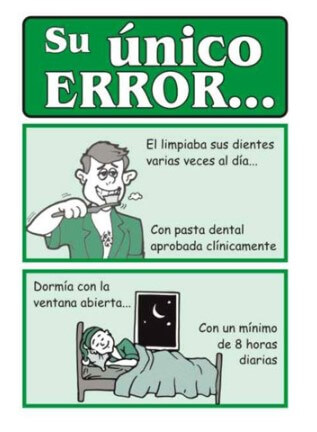 Su único
ERROR...
El limpiaba sus dientes
varias veces al día...
Con pasta dental
aprobada clínicamente
Dormía con la
ventana abierta...
Con un mínimo
de 8 horas
diarias